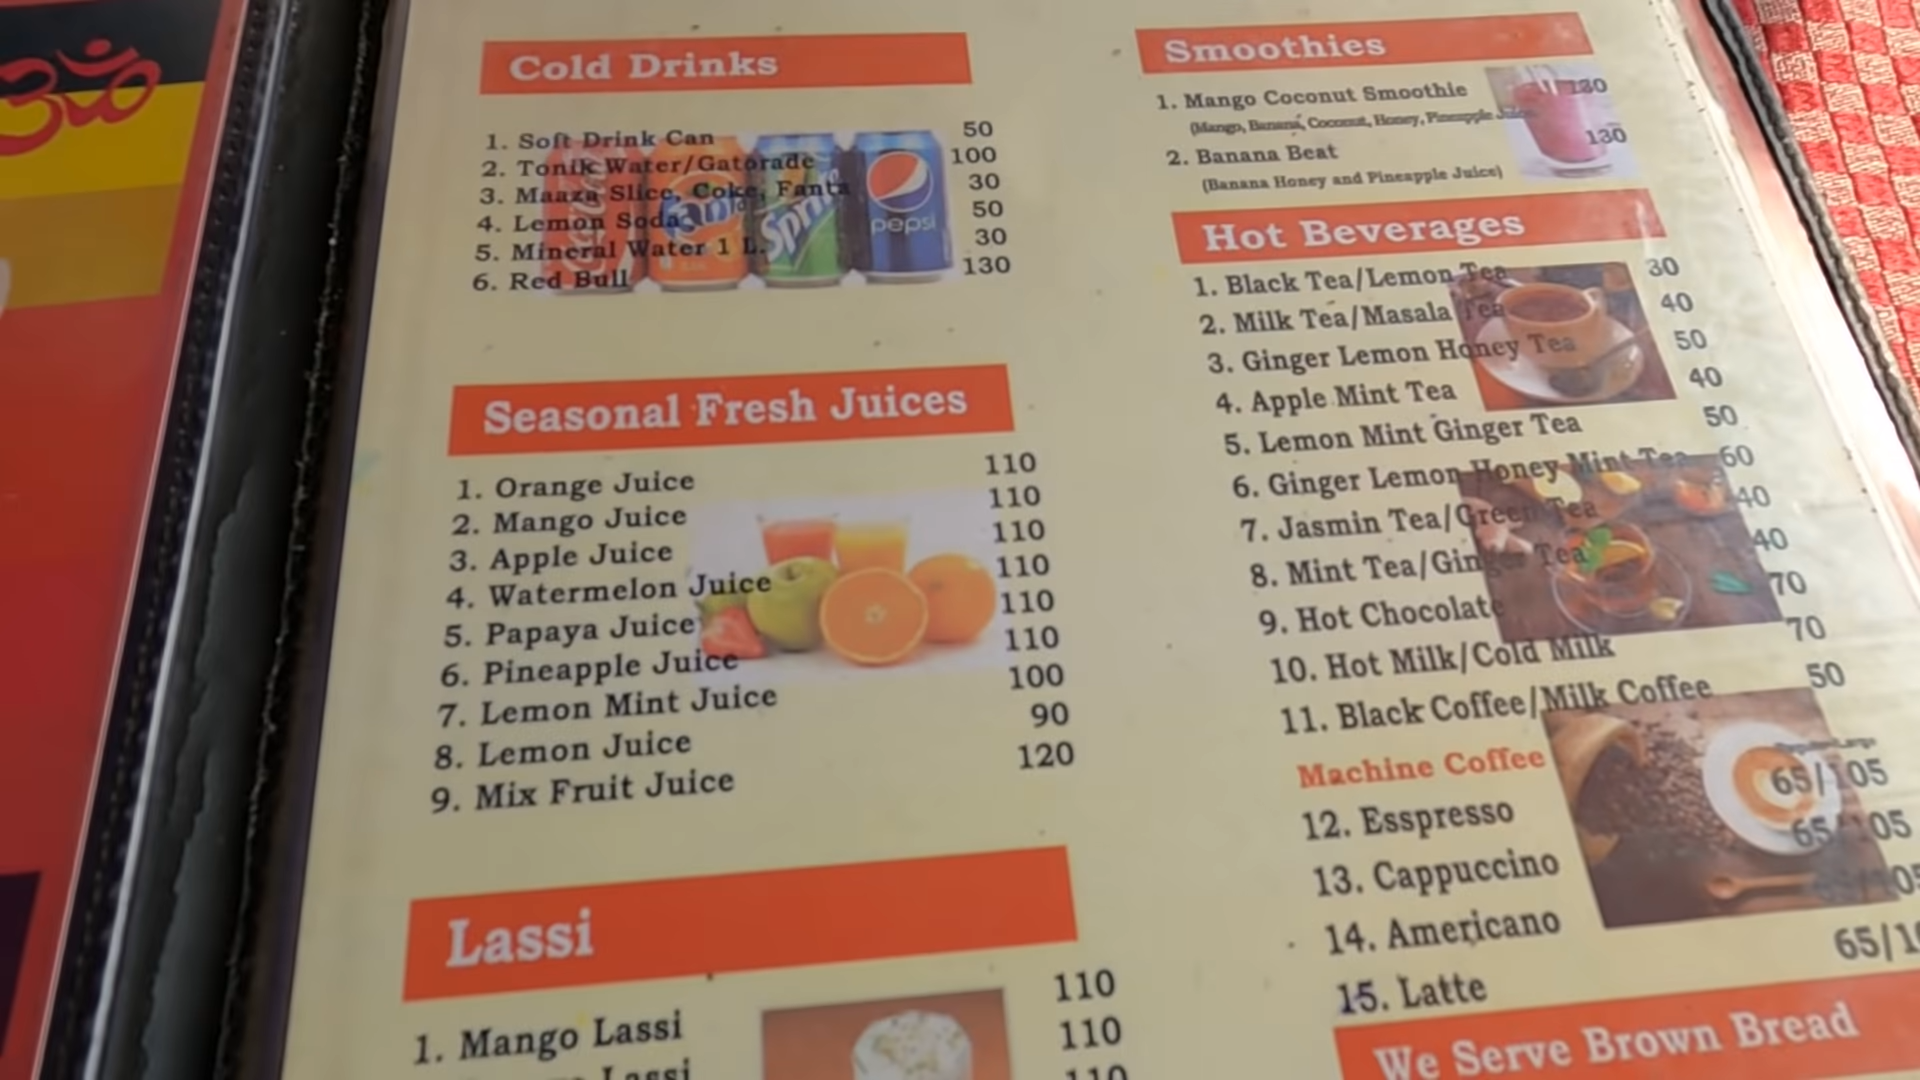 ॐ
Cold Drinks
1. Soft Drink Can 50
2. Tonik Water/Gatorade 100
3. Maaza Slice, Coke, Fanta 30
4. Lemon Soda 50
5. Mineral Water 1 L. 30
6. Red Bull 130
Fanta
Sprite
pepsi
Seasonal Fresh Juices
1. Orange Juice 110
2. Mango Juice 110
3. Apple Juice 110
4. Watermelon Juice 110
5. Papaya Juice 110
6. Pineapple Juice 110
7. Lemon Mint Juice 100
8. Lemon Juice 90
9. Mix Fruit Juice 120
Lassi
1. Mango Lassi 110
Lassi 110
110
Smoothies
1. Mango Coconut Smoothie 130
(Mango, Banana, Coconut, Honey, Pineapple Juice
2. Banana Beat 130
(Banana Honey and Pineapple Juice)
Hot Beverages
1. Black Tea/Lemon Tea 30
2. Milk Tea/Masala Tea 40
3. Ginger Lemon Honey Tea 50
4. Apple Mint Tea 40
5. Lemon Mint Ginger Tea 50
6. Ginger Lemon Honey Mint Tea 60
7. Jasmin Tea/Green Tea 40
8. Mint Tea/Ginger Tea 40
9. Hot Chocolate 70
10. Hot Milk/Cold Milk 70
11. Black Coffee/Milk Coffee 50
Machine Coffee
12. Esspresso 65/105
13. Cappuccino 65/105
14. Americano
15. Latte 65/1
We Serve Brown Bread